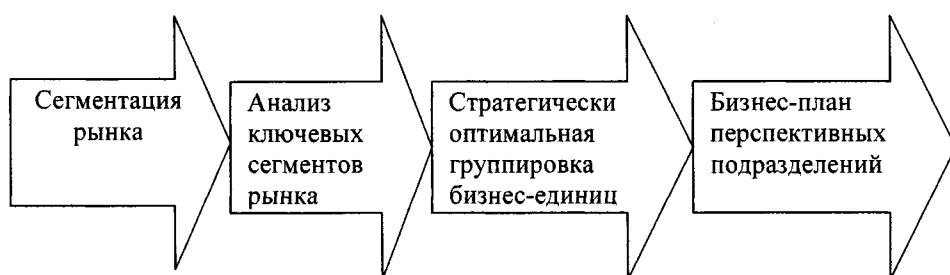 Сегментация
рынка
Анализ
ключевых
сегментов
рынка
Стратегически
оптимальная
группировка
бизнес-единиц
Бизнес-план
перспективных
подразделений